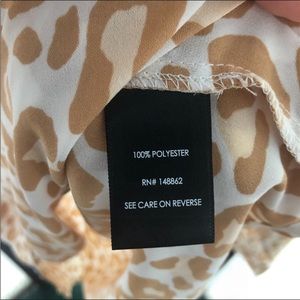 100% POLYESTER
RN# 148862
SEE CARE ON REVERSE